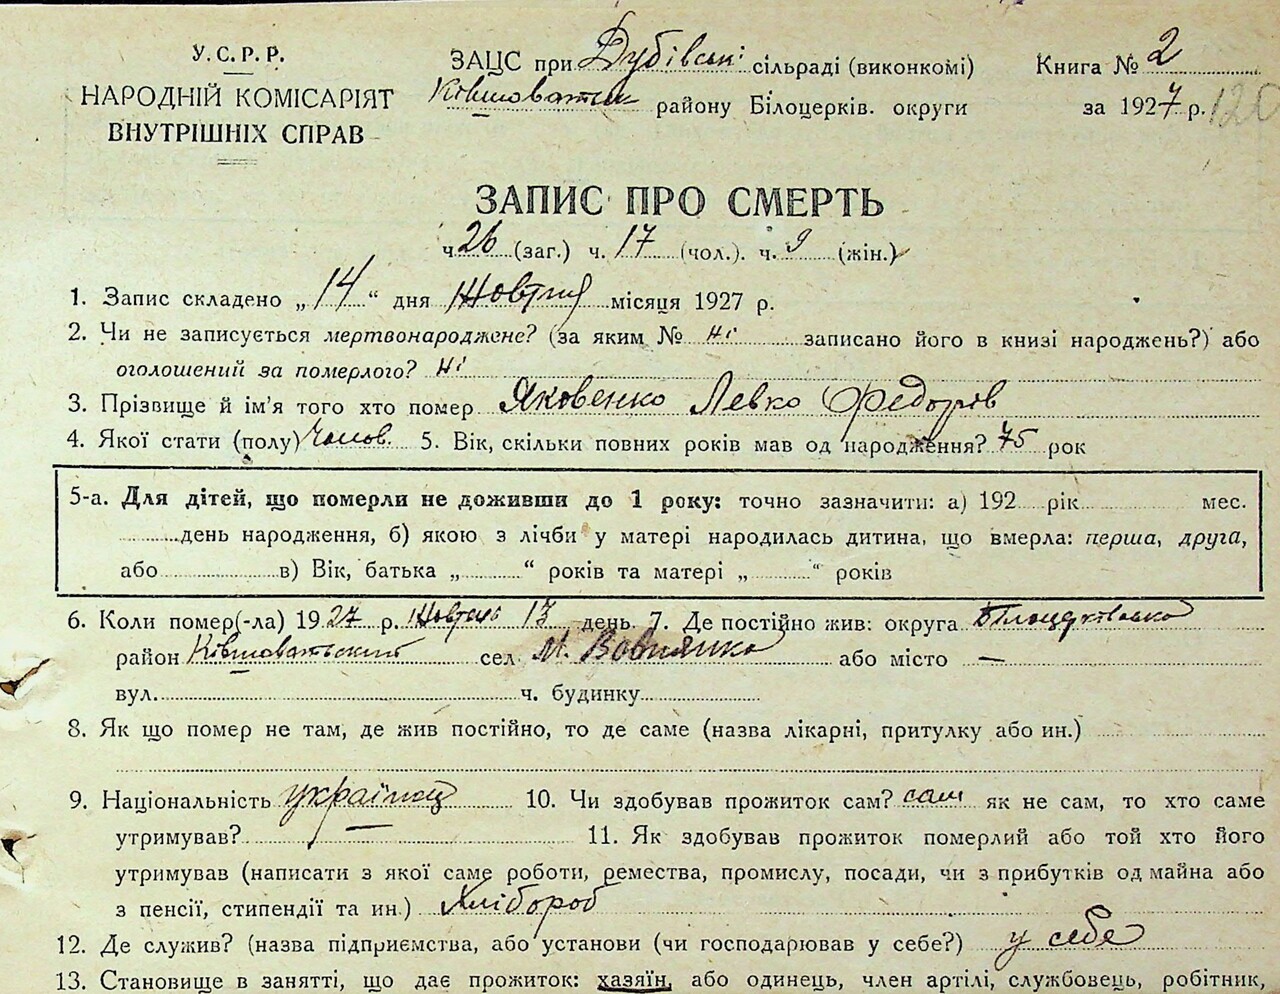 У.С.Р.Р.
НАРОДНІЙ КОМІСАРІЯТ
ВНУТРІШНІХ СПРАВ
ЗАЦС при Дубівські сільраді (виконкомі)
району Білоцерків. округи
Книга № 2
за 1927 р. 120
ЗАПИС ПРО СМЕРТЬ
ч. 26 (заг.) ч. 17 (чол.). ч. 9 (жін.)
1. Запис складено „ 14 “ дня Жовтня місяця 1927 р.
2. Чи не записується мертвонароджене? (за яким № ні записано його в книзі народжень?) або
оголошений за померлого? ні
3. Прізвище й ім'я того хто помер Яковенко Левко Федоров
4. Якої стати (полу) Чолов. 5. Вік, скільки повних років мав од народження? 75 рок
5-а. Для дітей, що померли не доживши до 1 року: точно зазначити: а) 192 рік мес.
день народження, б) якою з лічби у матері народилась дитина, що вмерла: перша, друга,
або в) Вік, батька „ “ років та матері „ “ років
6. Коли помер(-ла) 1927 р. Жовтень 13 день 7. Де постійно жив: округа Білоцерківська
район Ківшоватський сел. М. Вовнянка або місто —
вул. ч. будинку
8. Як що помер не там, де жив постійно, то де саме (назва лікарні, притулку або ин.)
9. Національність українец 10. Чи здобував прожиток сам? сам як не сам, то хто саме
утримував? — 11. Як здобував прожиток померлий або той хто його
утримував (написати з якої саме роботи, ремества, промислу, посади, чи з прибутків од майна або
з пенсії, стипендії та ин.) Хлібороб
12. Де служив? (назва підприємства, або установи (чи господарював у себе?) у себе
13. Становище в занятті, що дає прожиток: хазяїн, або одинець, член артілі, службовець, робітник,